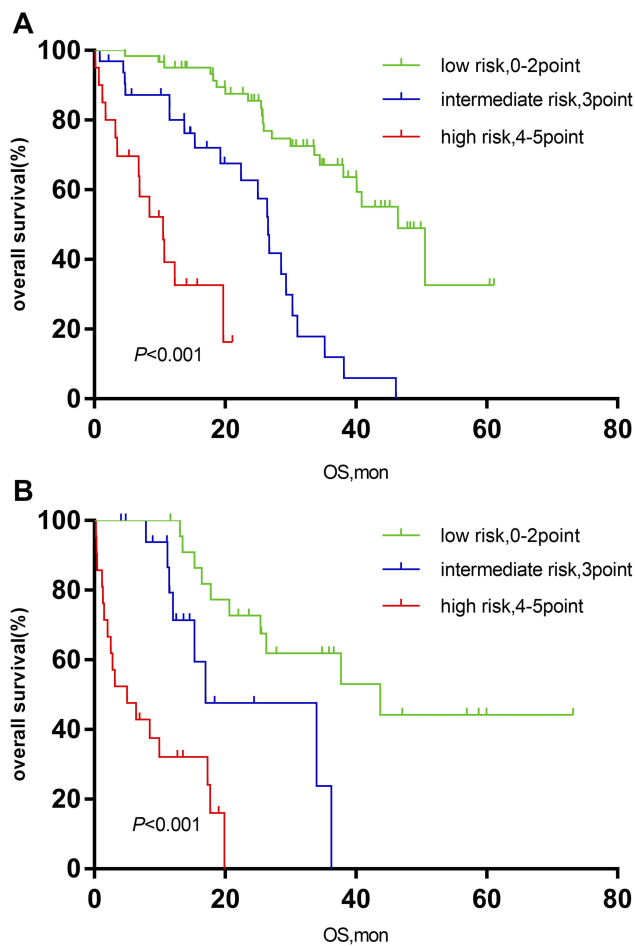 A
100
80
60
40
20
0
overall survival(%)
low risk,0-2point
intermediate risk,3point
high risk,4-5point
P<0.001
0 20 40 60 80
OS,mon
B
100
80
60
40
20
0
overall survival(%)
low risk,0-2point
intermediate risk,3point
high risk,4-5point
P<0.001
0 20 40 60 80
OS,mon